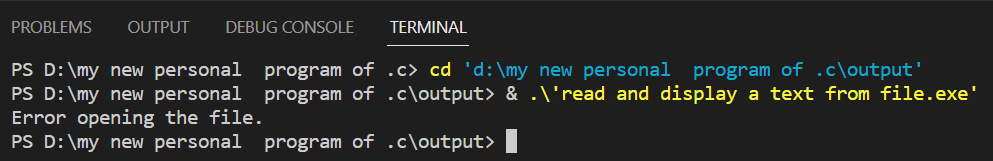 PROBLEMS OUTPUT DEBUG CONSOLE TERMINAL
PS D:\my new personal  program of .c> cd 'd:\my new personal  program of .c\output'
PS D:\my new personal  program of .c\output> & .\'read and display a text from file.exe'
Error opening the file.
PS D:\my new personal  program of .c\output>